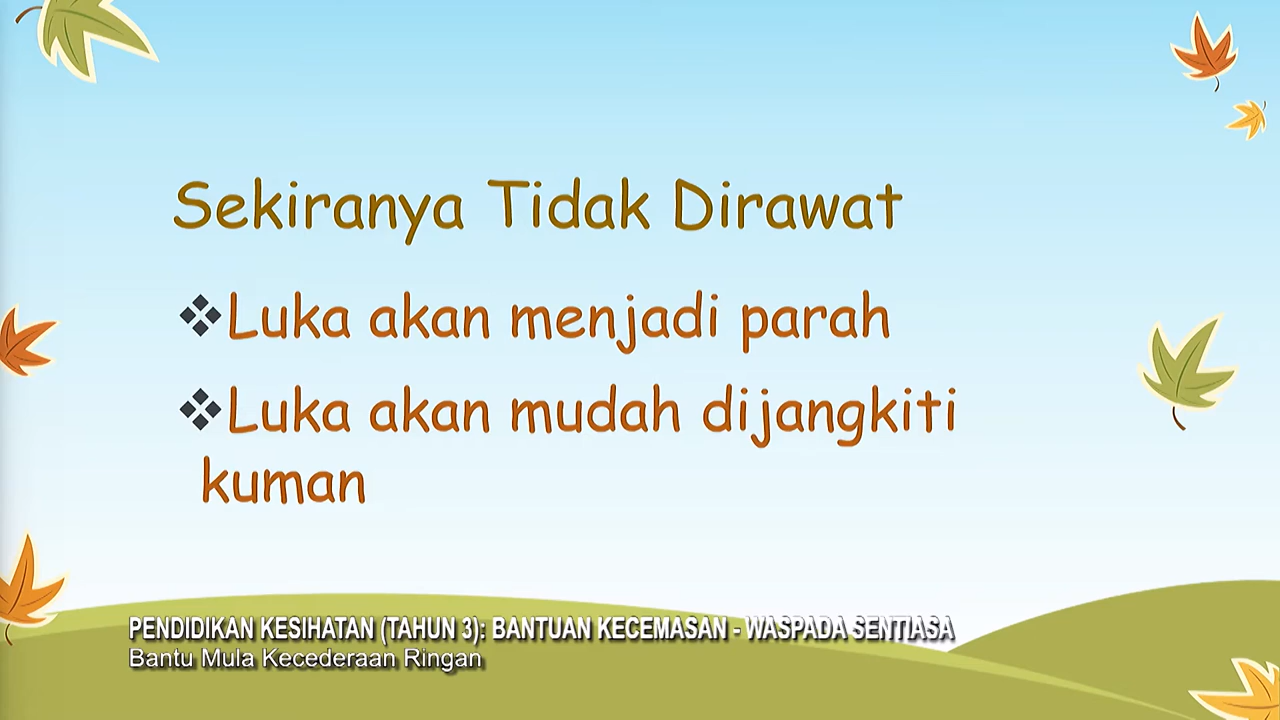 Sekiranya Tidak Dirawat
❖Luka akan menjadi parah
❖Luka akan mudah dijangkiti
kuman
PENDIDIKAN KESIHATAN (TAHUN 3): BANTUAN KECEMASAN - WASPADA SENTIASA
Bantu Mula Kecederaan Ringan